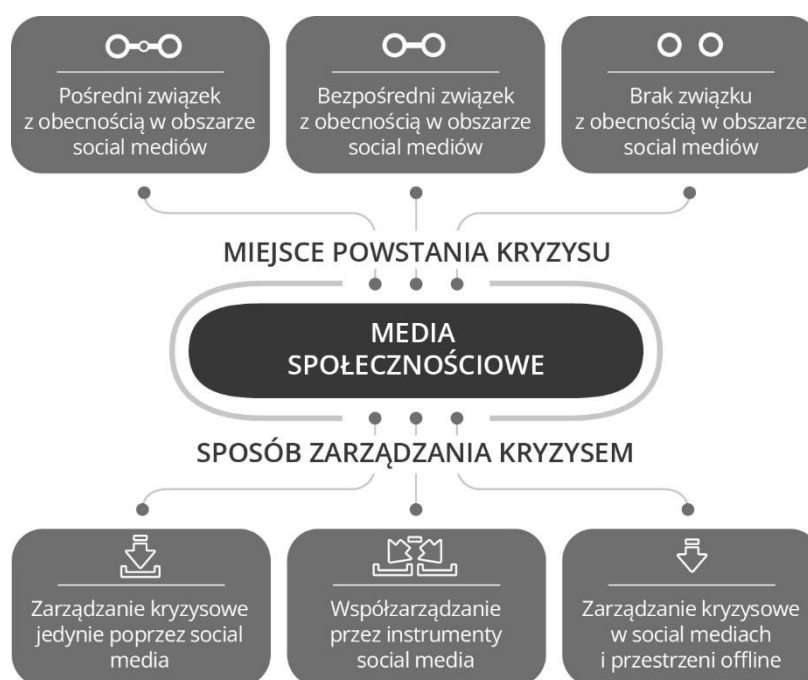 Pośredni związek
z obecnością w obszarze
social mediów
Bezpośredni związek
z obecnością w obszarze
social mediów
Brak związku
z obecnością w obszarze
social mediów
MIEJSCE POWSTANIA KRYZYSU
MEDIA
SPOŁECZNOŚCIOWE
SPOSÓB ZARZĄDZANIA KRYZYSEM
Zarządzanie kryzysowe
jedynie poprzez social
media
Współzarządzanie
przez instrumenty
social media
Zarządzanie kryzysowe
w social mediach
i przestrzeni offline